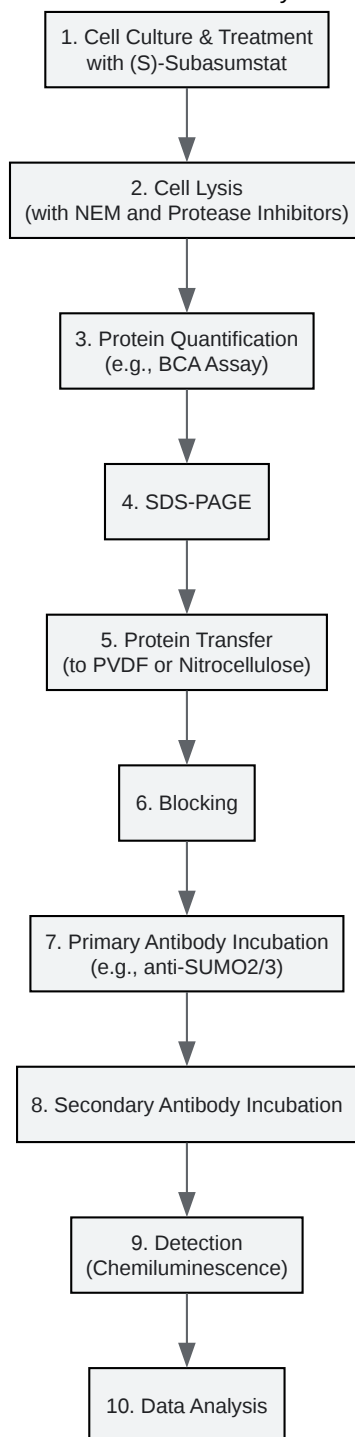 1. Cell Culture & Treatment
with (S)-Subasumstat
2. Cell Lysis
(with NEM and Protease Inhibitors)
3. Protein Quantification
(e.g., BCA Assay)
4. SDS-PAGE
5. Protein Transfer
(to PVDF or Nitrocellulose)
6. Blocking
7. Primary Antibody Incubation
(e.g., anti-SUMO2/3)
8. Secondary Antibody Incubation
9. Detection
(Chemiluminescence)
10. Data Analysis